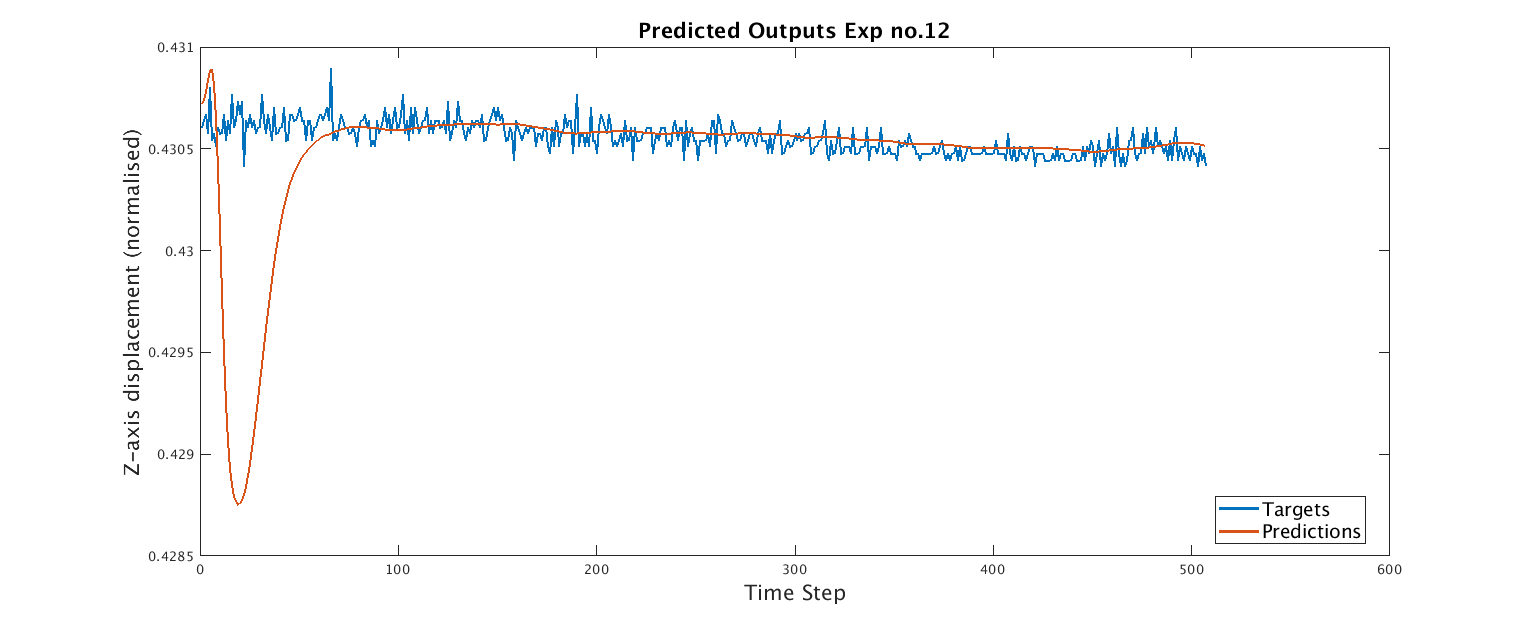 Predicted Outputs Exp no.12
Z-axis displacement (normalised)
0.431
0.4305
0.43
0.4295
0.429
0.4285
0
100
200
300
400
500
600
Time Step
Targets
Predictions